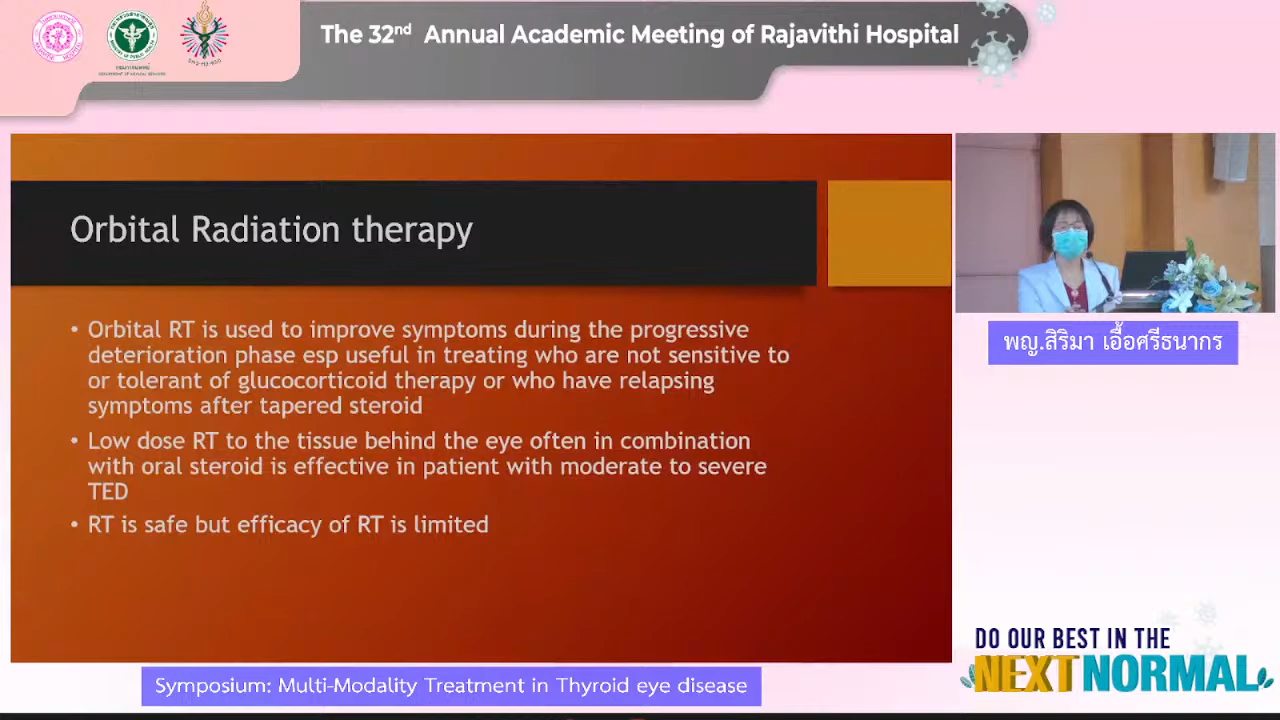 The 32nd Annual Academic Meeting of Rajavithi Hospital
Orbital Radiation therapy
• Orbital RT is used to improve symptoms during the progressive
deterioration phase esp useful in treating who are not sensitive to
or tolerant of glucocorticoid therapy or who have relapsing
symptoms after tapered steroid
• Low dose RT to the tissue behind the eye often in combination
with oral steroid is effective in patient with moderate to severe
TED
• RT is safe but efficacy of RT is limited
พญ.สิริมา เอื้อศรีธนากร
DO OUR BEST IN THE
NEXT NORMAL
Symposium: Multi-Modality Treatment in Thyroid eye disease